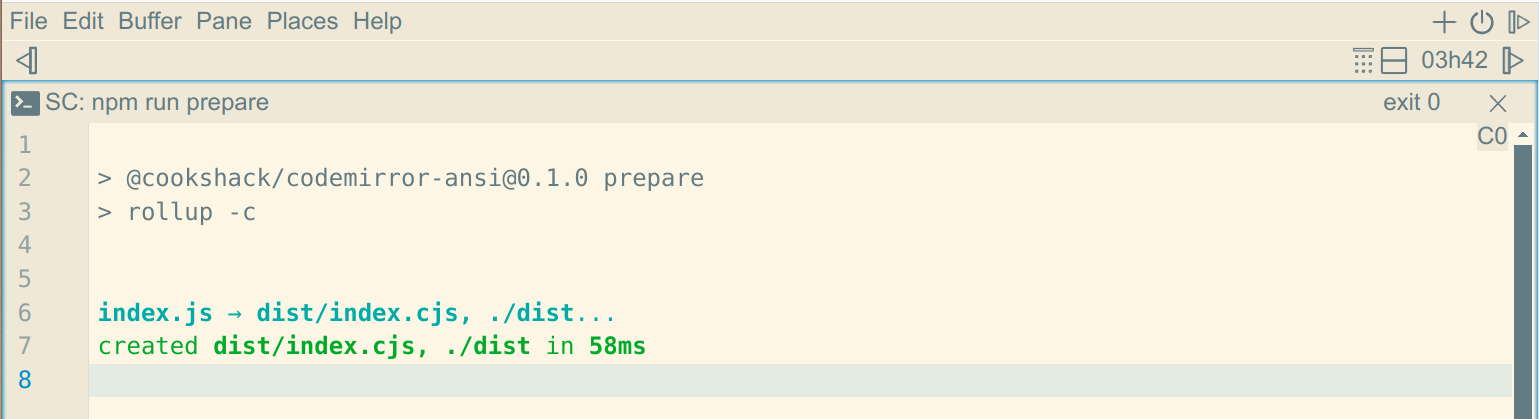 File Edit Buffer Pane Places Help
03h42
SC: npm run prepare exit 0
C0
1
2 > @cookshack/codemirror-ansi@0.1.0 prepare
3 > rollup -c
4
5
6 index.js → dist/index.cjs, ./dist...
7 created dist/index.cjs, ./dist in 58ms
8